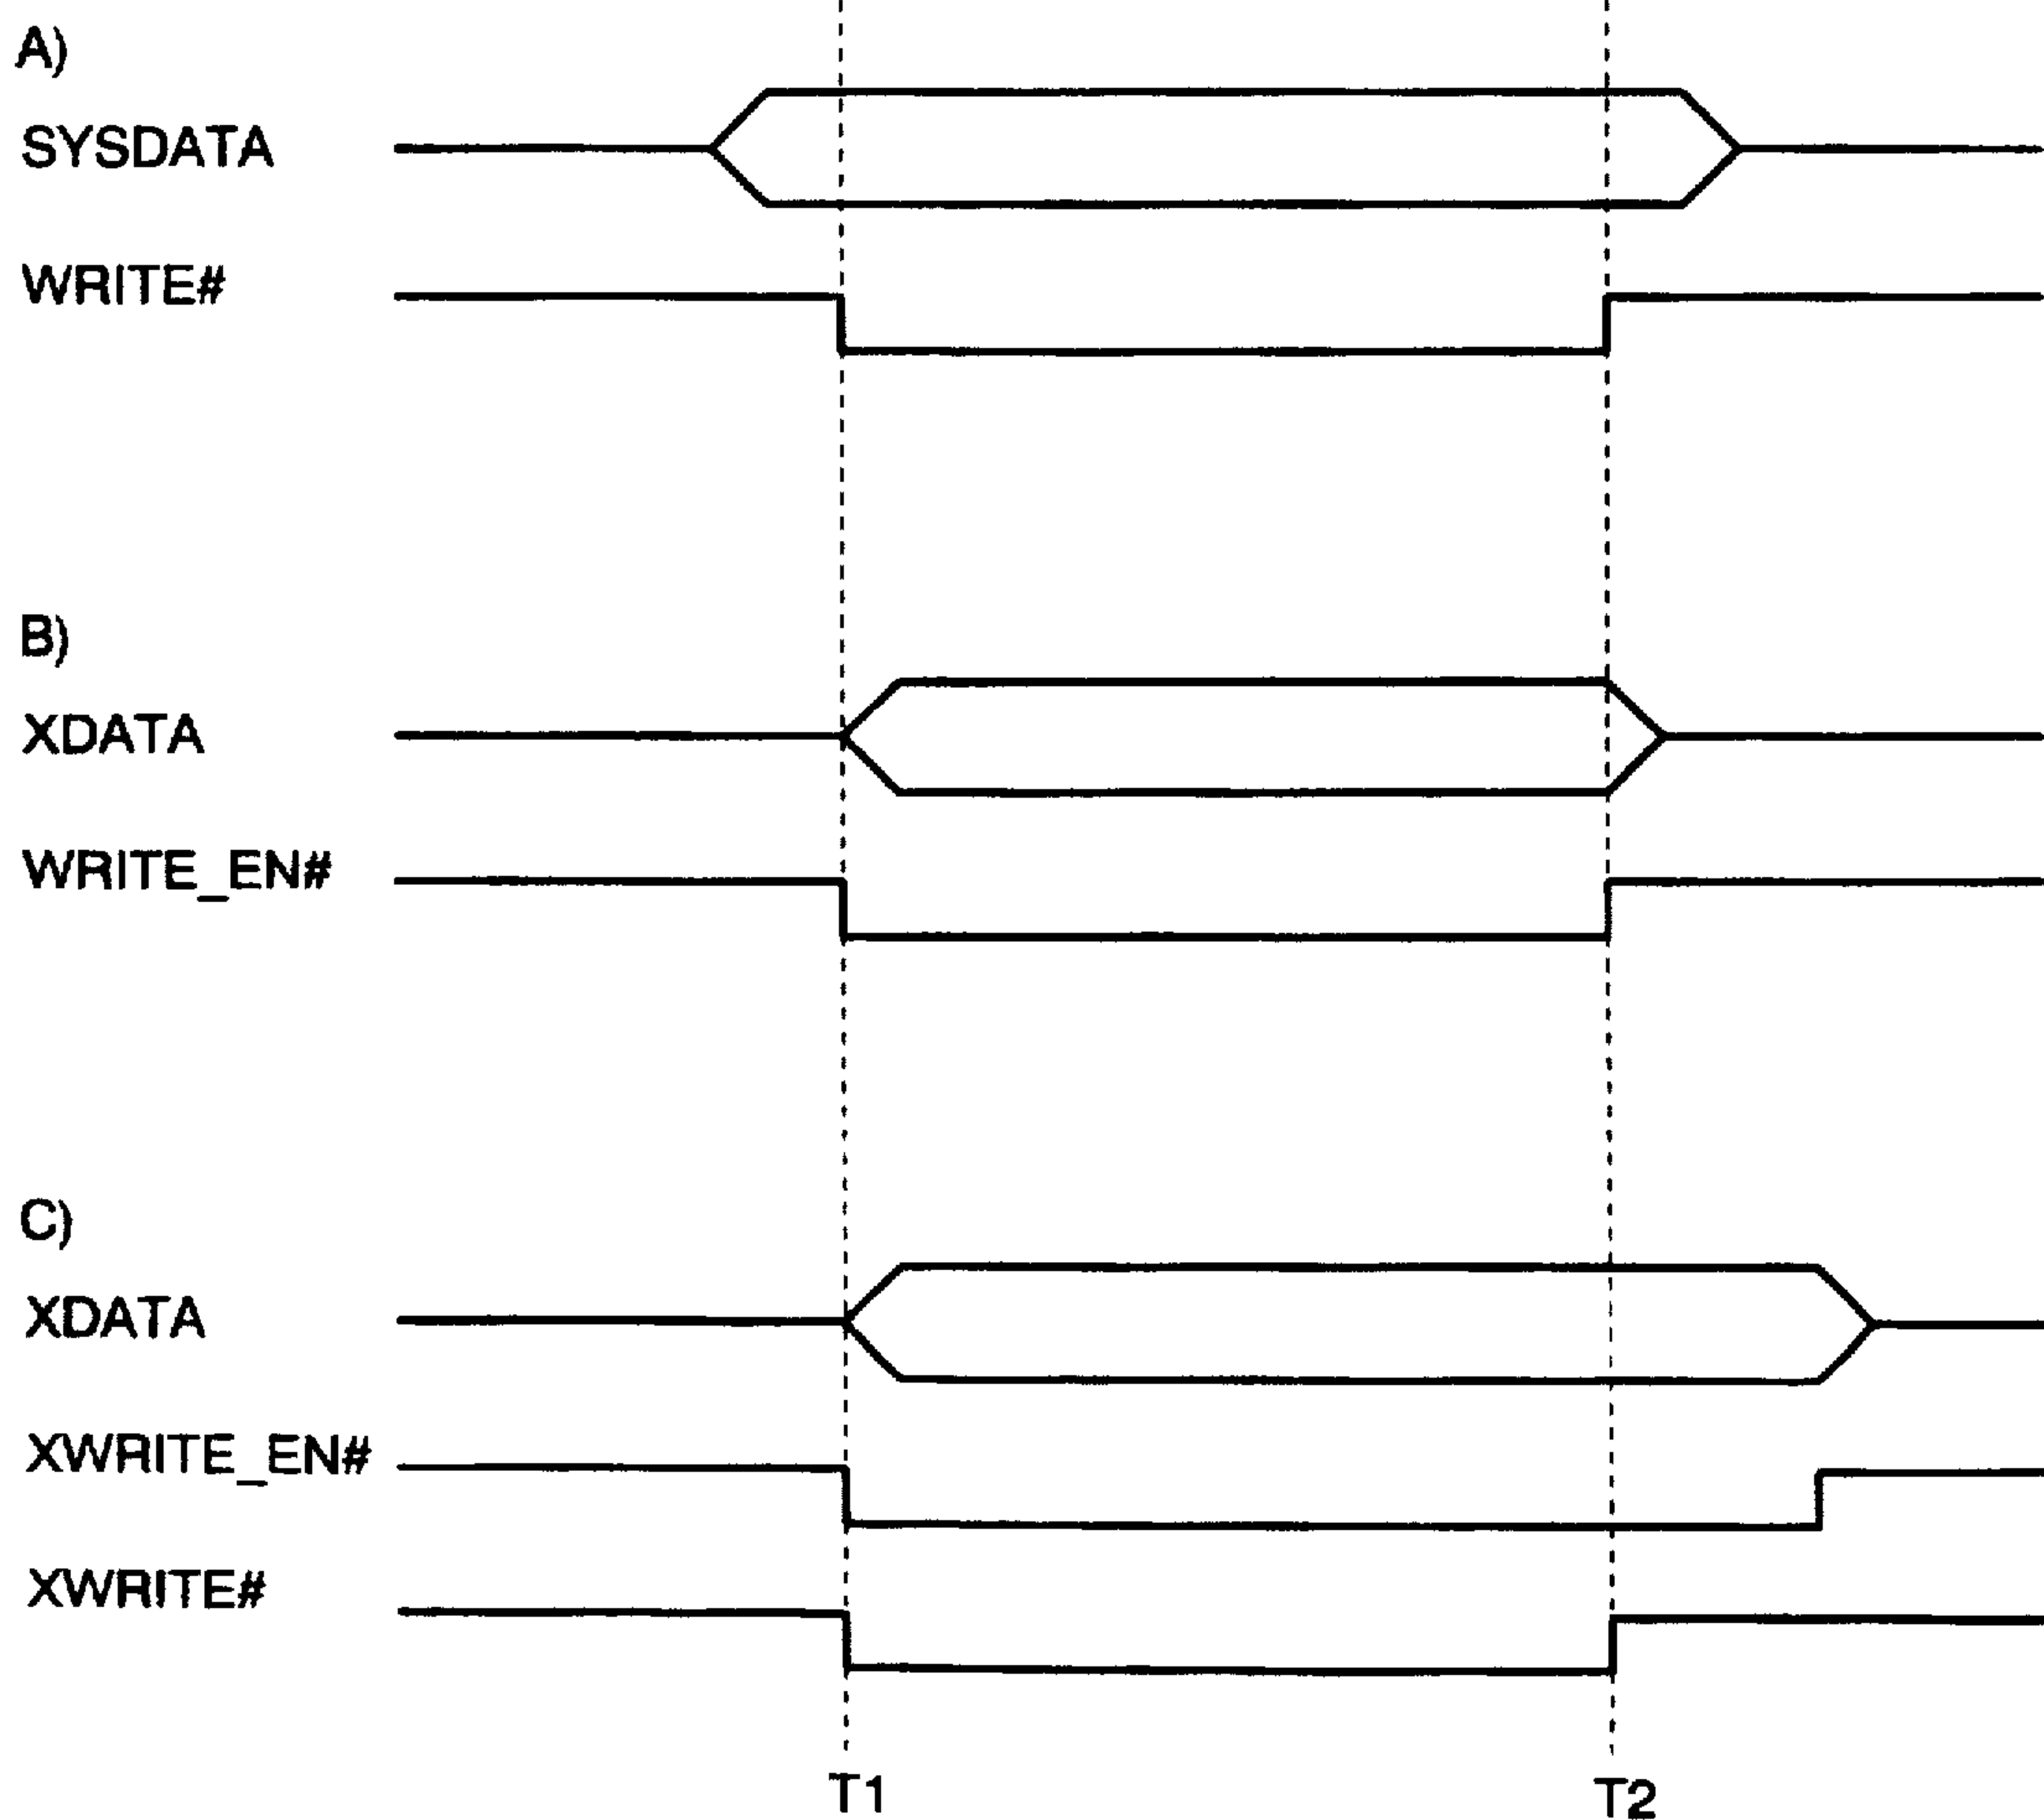 A)
SYSDATA
WRITE#
B)
XDATA
WRITE_EN#
C)
XDATA
XWRITE_EN#
XWRITE#
T1 T2